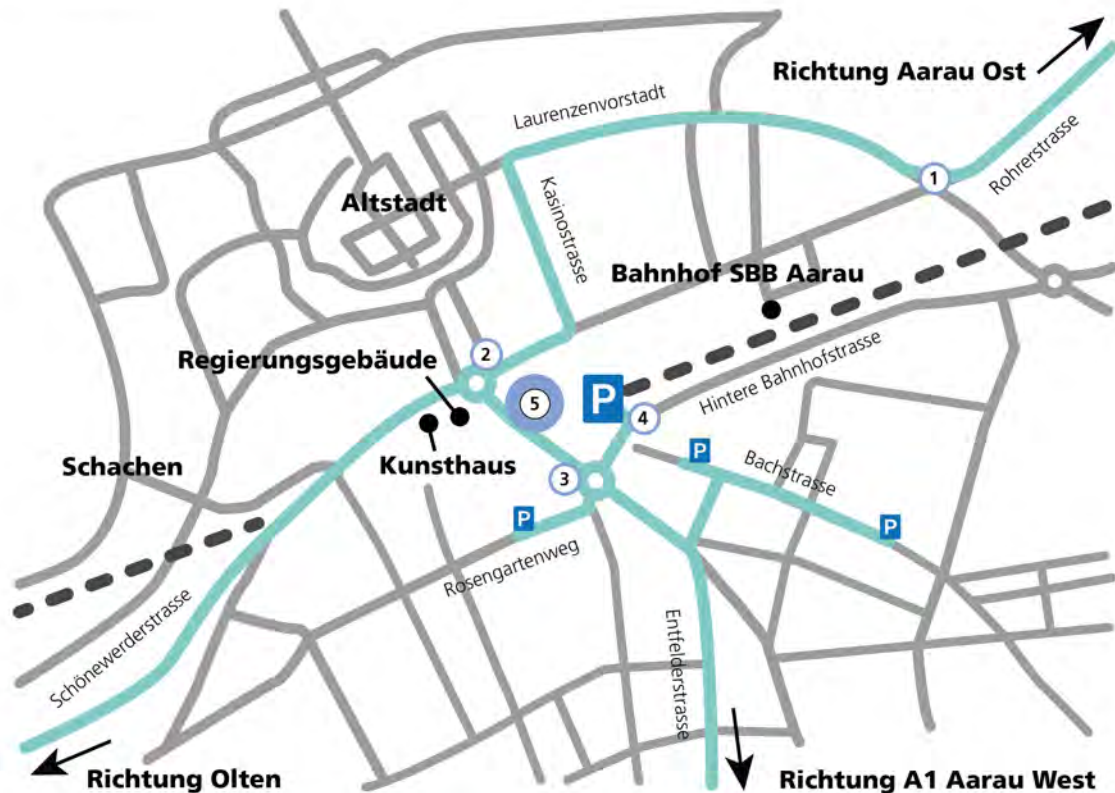 Richtung Aarau Ost
Laurenzenvorstadt
1
Rohrerstrasse
Kasinostrasse
Altstadt
Bahnhof SBB Aarau
Regierungsgebäude
2
Hintere Bahnhofstrasse
5
P
4
Kunsthaus
Schachen
3
P
Bachstrasse
P
P
Rosengartenweg
Schönewerderstrasse
Entfelderstrasse
Richtung Olten
Richtung A1 Aarau West